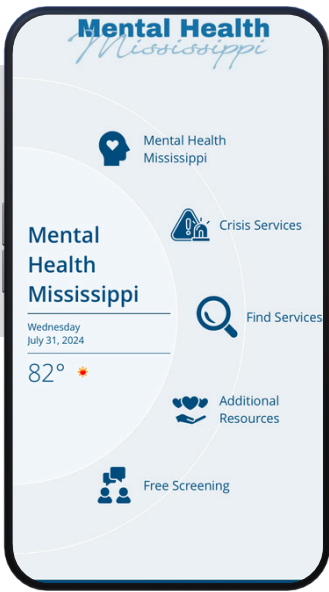 Mental Health
Mississippi
Mental Health
Mississippi
Crisis Services
Mental
Health
Mississippi
Find Services
Wednesday
July 31, 2024
82°
Additional
Resources
Free Screening